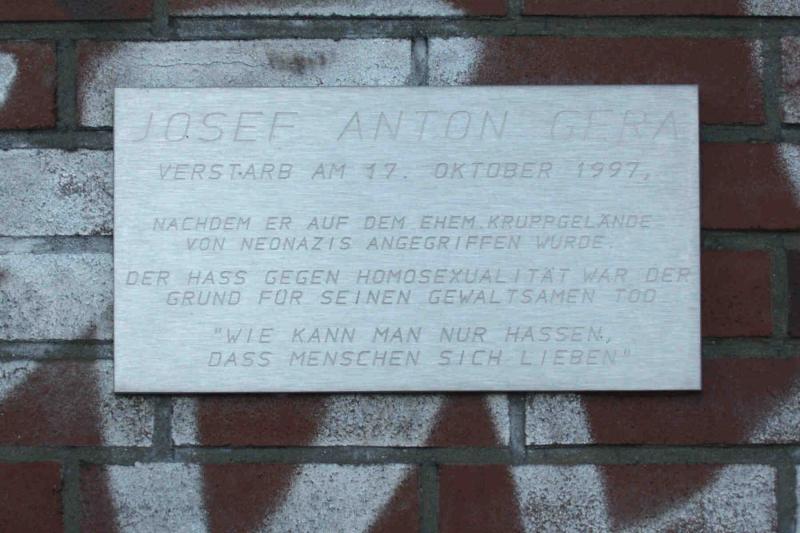 JOSEF ANTON GERA
VERSTARB AM 17. OKTOBER 1997,
NACHDEM ER AUF DEM EHEM. KRUPPGELÄNDE
VON NEONAZIS ANGEGRIFFEN WURDE.
DER HASS GEGEN HOMOSEXUALITÄT WAR DER
GRUND FÜR SEINEN GEWALTSAMEN TOD
"WIE KANN MAN NUR HASSEN,
DASS MENSCHEN SICH LIEBEN"